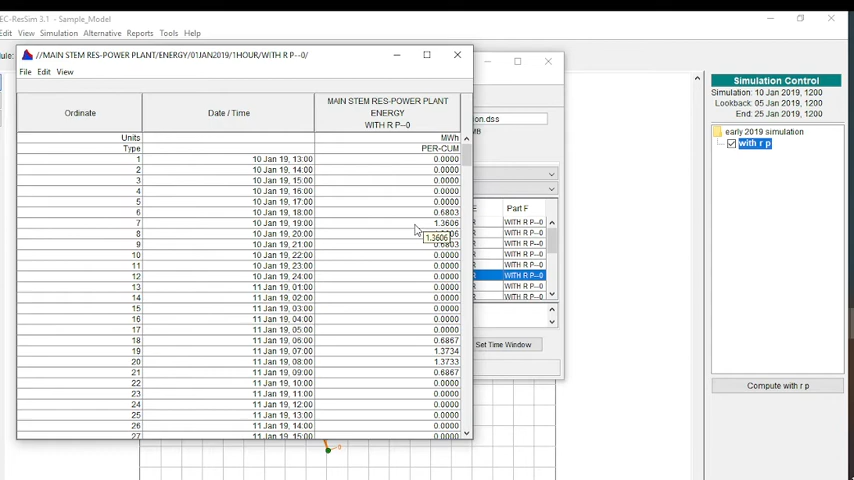 EC-ResSim 3.1 - Sample_Model
Edit View Simulation Alternative Reports Tools Help
//MAIN STEM RES-POWER PLANT/ENERGY/01JAN2019/1HOUR/WITH R P--0/
File Edit View
Ordinate Date / Time MAIN STEM RES-POWER PLANT
ENERGY
WITH R P--0
Units MWh
Type PER-CUM
1 10 Jan 19, 13:00 0.0000
2 10 Jan 19, 14:00 0.0000
3 10 Jan 19, 15:00 0.0000
4 10 Jan 19, 16:00 0.0000
5 10 Jan 19, 17:00 0.0000
6 10 Jan 19, 18:00 0.6803
7 10 Jan 19, 19:00 1.3606
8 10 Jan 19, 20:00
1.3606
9 10 Jan 19, 21:00 0.6803
10 10 Jan 19, 22:00 0.0000
11 10 Jan 19, 23:00 0.0000
12 10 Jan 19, 24:00 0.0000
13 11 Jan 19, 01:00 0.0000
14 11 Jan 19, 02:00 0.0000
15 11 Jan 19, 03:00 0.0000
16 11 Jan 19, 04:00 0.0000
17 11 Jan 19, 05:00 0.0000
18 11 Jan 19, 06:00 0.6867
19 11 Jan 19, 07:00 1.3734
20 11 Jan 19, 08:00 1.3733
21 11 Jan 19, 09:00 0.6867
22 11 Jan 19, 10:00 0.0000
23 11 Jan 19, 11:00 0.0000
24 11 Jan 19, 12:00 0.0000
25 11 Jan 19, 13:00 0.0000
26 11 Jan 19, 14:00 0.0000
27 11 Jan 19, 15:00 0.0000
on.dss
MB
E Part F
R WITH R P--0
R WITH R P--0
R WITH R P--0
R WITH R P--0
R WITH R P--0
R WITH R P--0
R WITH R P--0
R WITH R P--0
Set Time Window
Simulation Control
Simulation: 10 Jan 2019, 1200
Lookback: 05 Jan 2019, 1200
End: 25 Jan 2019, 1200
early 2019 simulation
with r p
Compute with r p